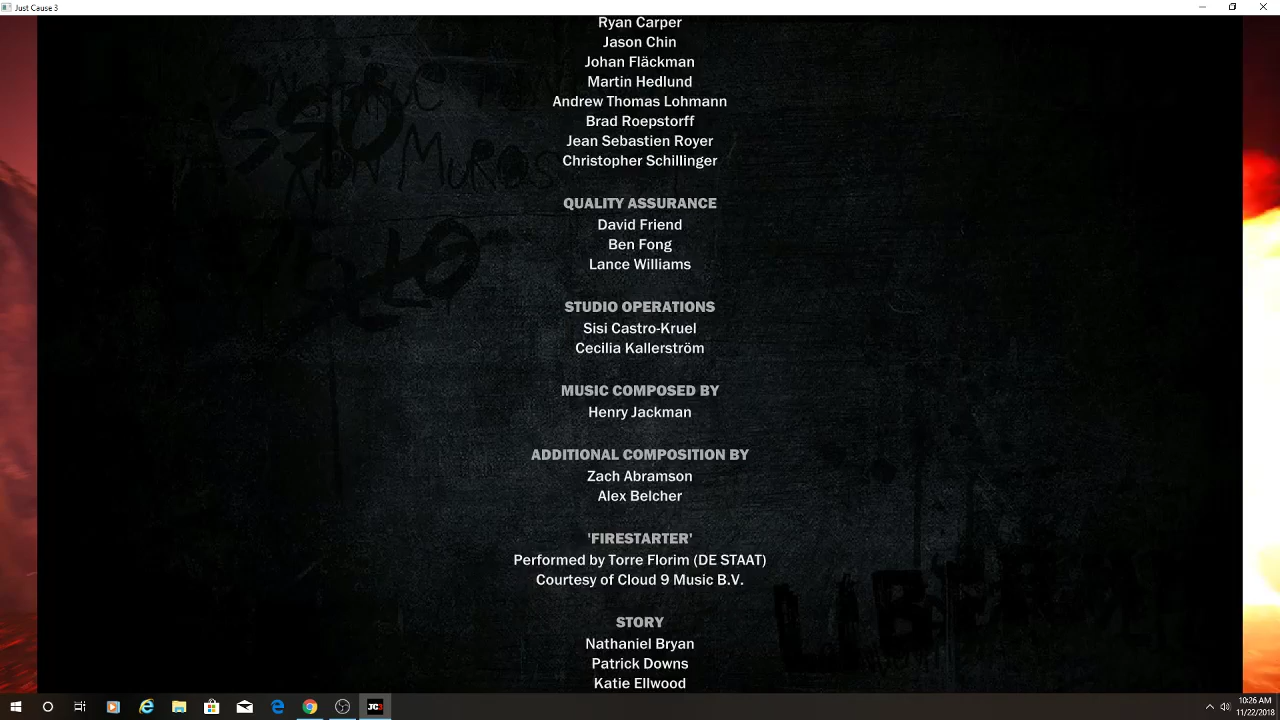 Just Cause 3
Ryan Carper
Jason Chin
Johan Fläckman
Martin Hedlund
Andrew Thomas Lohmann
Brad Roepstorff
Jean Sebastien Royer
Christopher Schillinger
QUALITY ASSURANCE
David Friend
Ben Fong
Lance Williams
STUDIO OPERATIONS
Sisi Castro-Kruel
Cecilia Kallerström
MUSIC COMPOSED BY
Henry Jackman
ADDITIONAL COMPOSITION BY
Zach Abramson
Alex Belcher
'FIRESTARTER'
Performed by Torre Florim (DE STAAT)
Courtesy of Cloud 9 Music B.V.
STORY
Nathaniel Bryan
Patrick Downs
Katie Ellwood
JC3
10:26 AM
11/22/2018